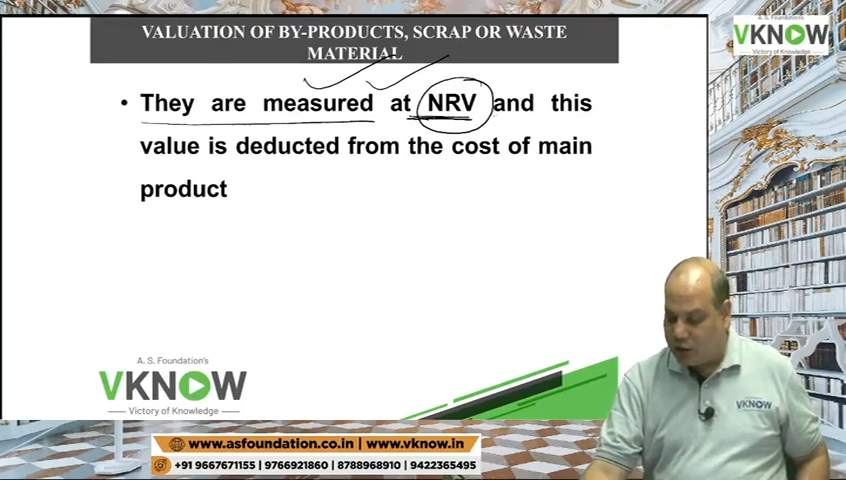 VALUATION OF BY-PRODUCTS, SCRAP OR WASTE
MATERIAL
A. S. Foundation's
VKNOW
Victory of Knowledge
• They are measured at NRV and this
value is deducted from the cost of main
product
A. S. Foundation's
VKNOW
Victory of Knowledge
VKNOW
www.asfoundation.co.in | www.vknow.in
+91 9667671155 | 9766921860 | 8788968910 | 9422365495